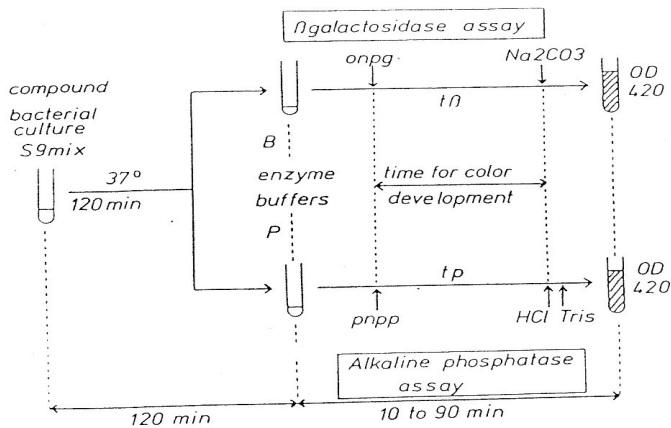 βgalactosidase assay
onpg
Na2CO3
OD
420
compound
bacterial
culture
S9mix
tβ
B
37°
120 min
enzyme
buffers
time for color
development
P
tp
OD
420
pnpp
HCl Tris
Alkaline phosphatase
assay
120 min
10 to 90 min